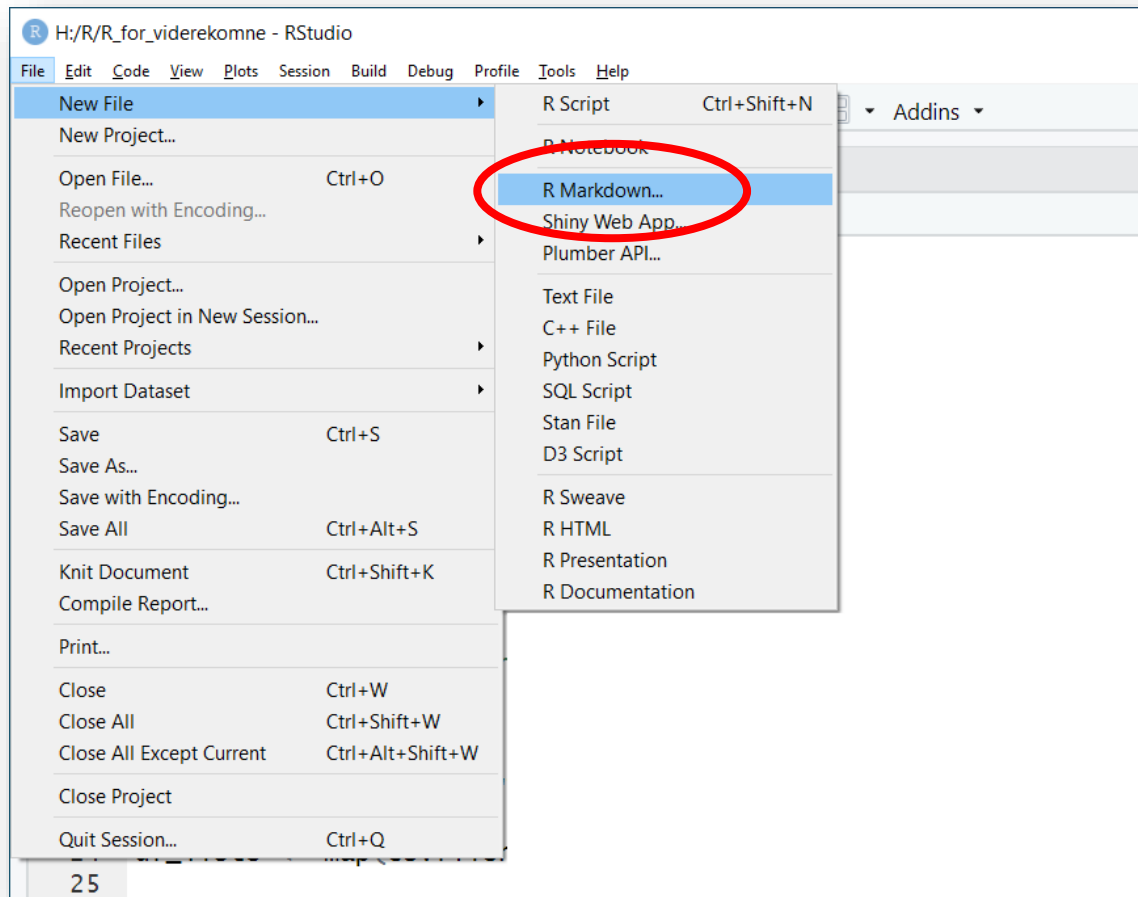 R H:/R/R_for_viderekomne - RStudio
File Edit Code View Plots Session Build Debug Profile Tools Help
Addins
New File
New Project...
Open File... Ctrl+O
Reopen with Encoding...
Recent Files
Open Project...
Open Project in New Session...
Recent Projects
Import Dataset
Save Ctrl+S
Save As...
Save with Encoding...
Save All Ctrl+Alt+S
Knit Document Ctrl+Shift+K
Compile Report...
Print...
Close Ctrl+W
Close All Ctrl+Shift+W
Close All Except Current Ctrl+Alt+Shift+W
Close Project
Quit Session... Ctrl+Q
R Script Ctrl+Shift+N
R Notebook
R Markdown...
Shiny Web App...
Plumber API...
Text File
C++ File
Python Script
SQL Script
Stan File
D3 Script
R Sweave
R HTML
R Presentation
R Documentation
25